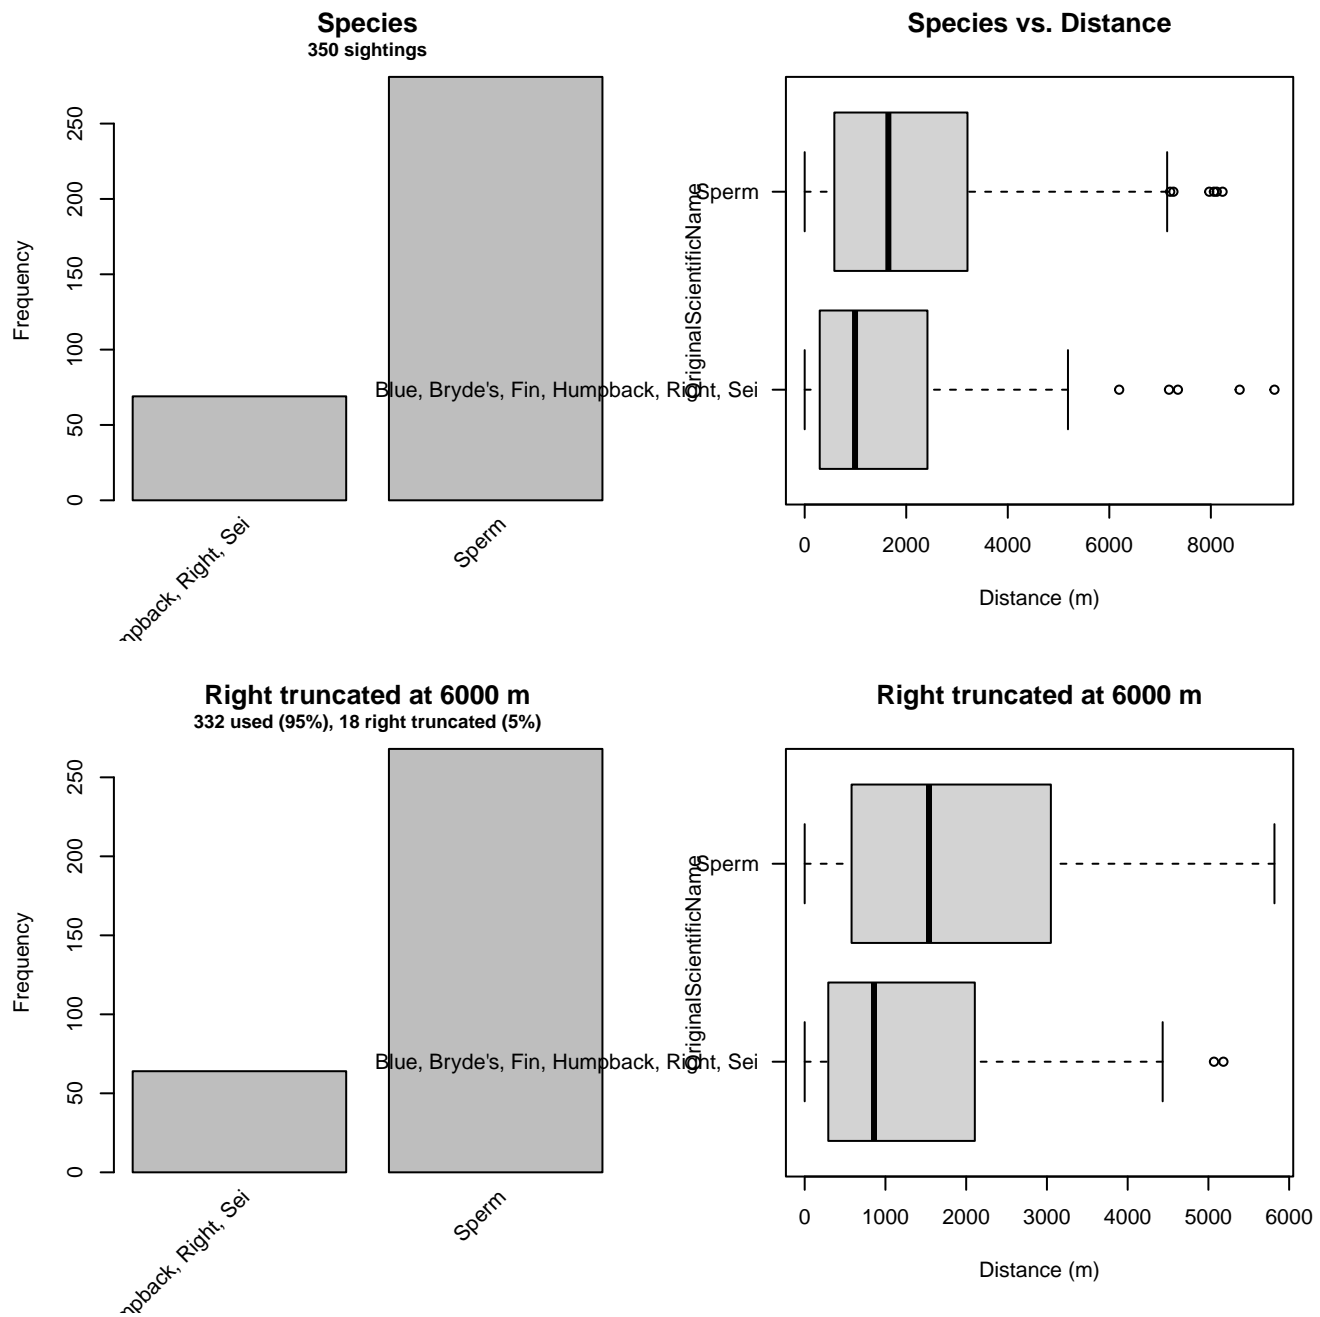 Species
350 sightings
Frequency
0
50
100
150
200
250
mpback, Right, Sei
Sperm
Species vs. Distance
OriginalScientificName
Sperm
Blue, Bryde's, Fin, Humpback, Right, Sei
0 2000 4000 6000 8000
Distance (m)
Right truncated at 6000 m
332 used (95%), 18 right truncated (5%)
Frequency
0
50
100
150
200
250
mpback, Right, Sei
Sperm
Right truncated at 6000 m
OriginalScientificName
Sperm
Blue, Bryde's, Fin, Humpback, Right, Sei
0 1000 2000 3000 4000 5000 6000
Distance (m)